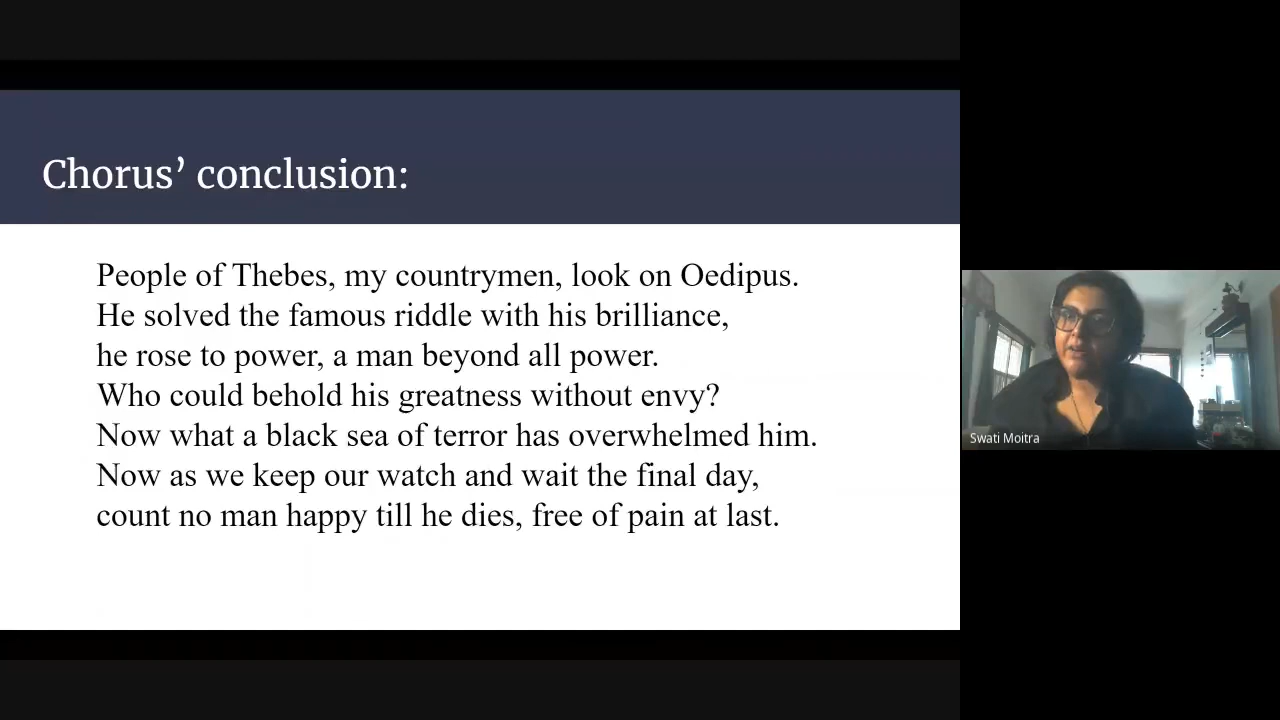 Chorus’ conclusion:
People of Thebes, my countrymen, look on Oedipus.
He solved the famous riddle with his brilliance,
he rose to power, a man beyond all power.
Who could behold his greatness without envy?
Now what a black sea of terror has overwhelmed him.
Now as we keep our watch and wait the final day,
count no man happy till he dies, free of pain at last.
Swati Moitra